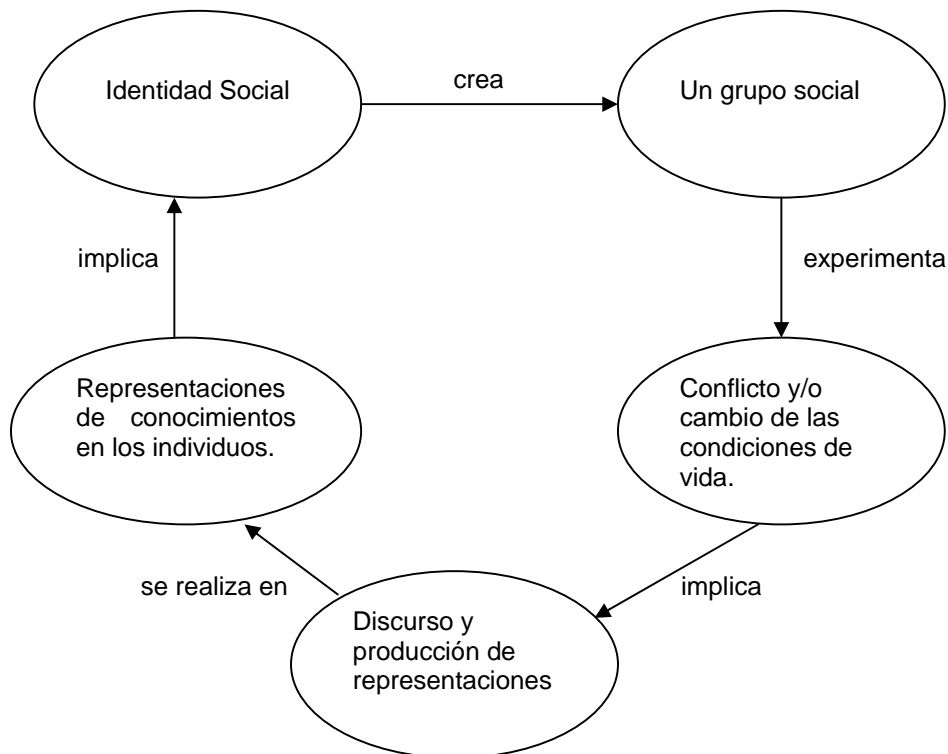 Identidad Social
crea
Un grupo social
implica
experimenta
Representaciones
de conocimientos
en los individuos.
Conflicto y/o
cambio de las
condiciones de
vida.
se realiza en
implica
Discurso y
producción de
representaciones